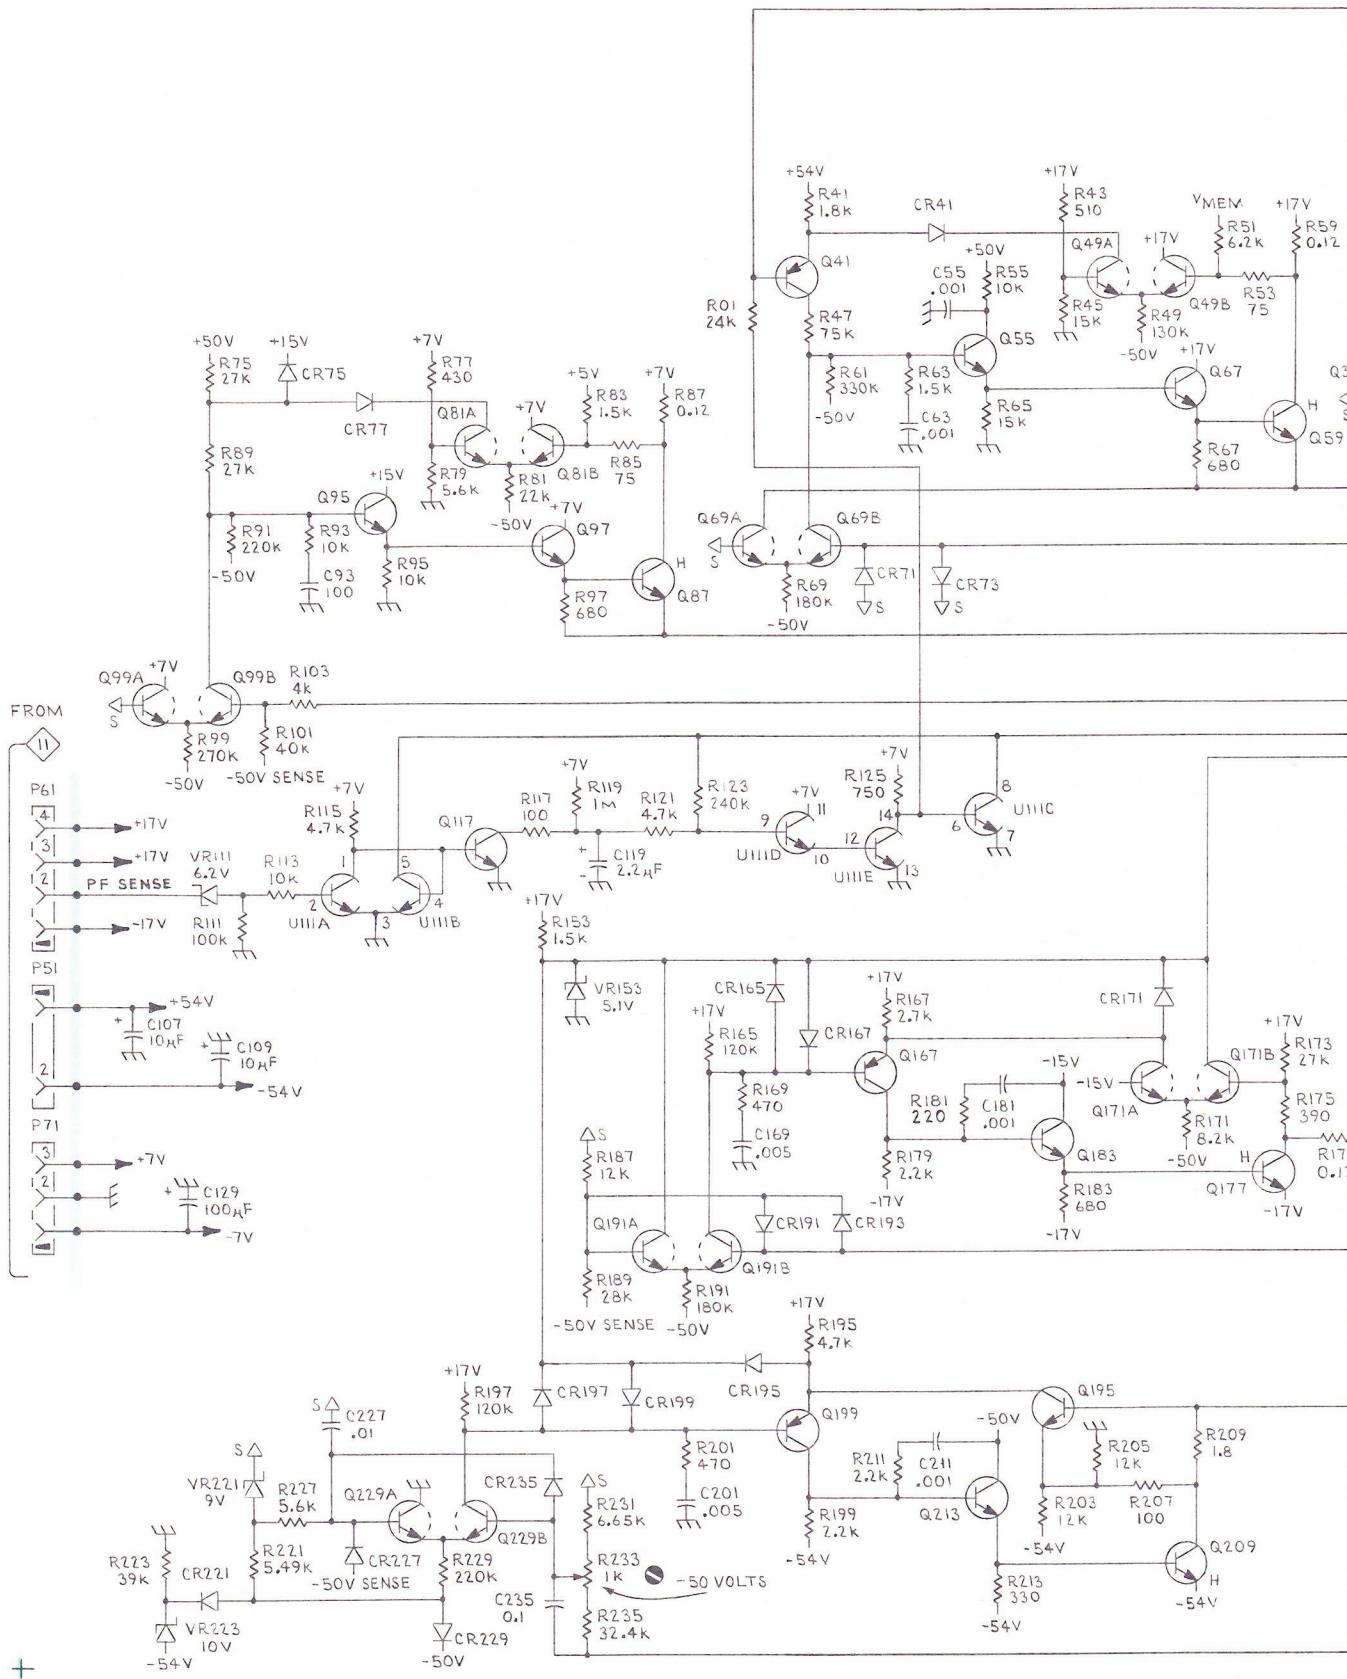 +54V
R41
1.8K
CR41
+17V
R43
510
VMEM
R51
6.2K
+17V
R59
0.12
Q41
+50V
C55
.001
R55
10K
Q49A
+17V
Q49B
R53
75
R01
24K
R47
75K
R45
15K
R49
130K
-50V
Q55
+17V
Q67
R61
330K
-50V
R63
1.5K
C63
.001
R65
15K
R67
680
H
Q59
S
+50V
R75
27K
+15V
CR75
+7V
R77
430
CR77
Q81A
+7V
+5V
R83
1.5K
+7V
R87
0.12
R89
27K
R79
5.6K
R81
22K
-50V
Q81B
R85
75
+15V
Q95
R91
220K
-50V
R93
10K
C93
100
R95
10K
+7V
Q97
R97
680
H
Q87
Q69A
S
Q69B
R69
180K
-50V
CR71
S
CR73
S
Q99A
+7V
S
Q99B
R103
4K
R99
270K
-50V
R101
40K
-50V SENSE
FROM
11
P61
4
+17V
3
+17V
2
PF SENSE
-17V
VR111
6.2V
R111
100K
R113
10K
+7V
R115
4.7K
1
2
U111A
3
5
4
U111B
Q117
R117
100
+7V
R119
1M
+
C119
2.2µF
-
R121
4.7K
R123
240K
9
+7V
11
U111D
10
+7V
R125
750
14
12
U111E
13
8
6
U111C
7
P51
+54V
+
C107
10µF
+
C109
10µF
2
-54V
P71
3
+7V
2
+
C129
100µF
-7V
+17V
R153
1.5K
VR153
5.1V
CR165
+17V
R165
120K
CR167
+17V
R167
2.7K
Q167
CR171
+17V
R173
27K
Q171B
R169
470
C169
.005
R181
220
C181
.001
-15V
-15V
Q171A
R171
8.2K
-50V
R175
390
R179
2.2K
-17V
Q183
R183
680
-17V
H
Q177
-17V
S
R187
12K
Q191A
CR191
CR193
R189
28K
-50V SENSE
R191
180K
-50V
Q191B
+17V
R195
4.7K
+17V
R197
120K
CR197
CR199
CR195
Q199
Q195
S
C227
.01
S
VR221
9V
R227
5.6K
Q229A
CR235
R201
470
C201
.005
R211
2.2K
C211
.001
-50V
R205
12K
R209
1.8
R223
39K
CR221
R221
5.49K
CR227
-50V SENSE
R229
220K
Q229B
S
R231
6.65K
R233
1K
-50 VOLTS
C235
0.1
R235
32.4K
R199
2.2K
-54V
Q213
R203
12K
-54V
R207
100
R213
330
-54V
Q209
H
-54V
VR223
10V
-54V
CR229
-50V